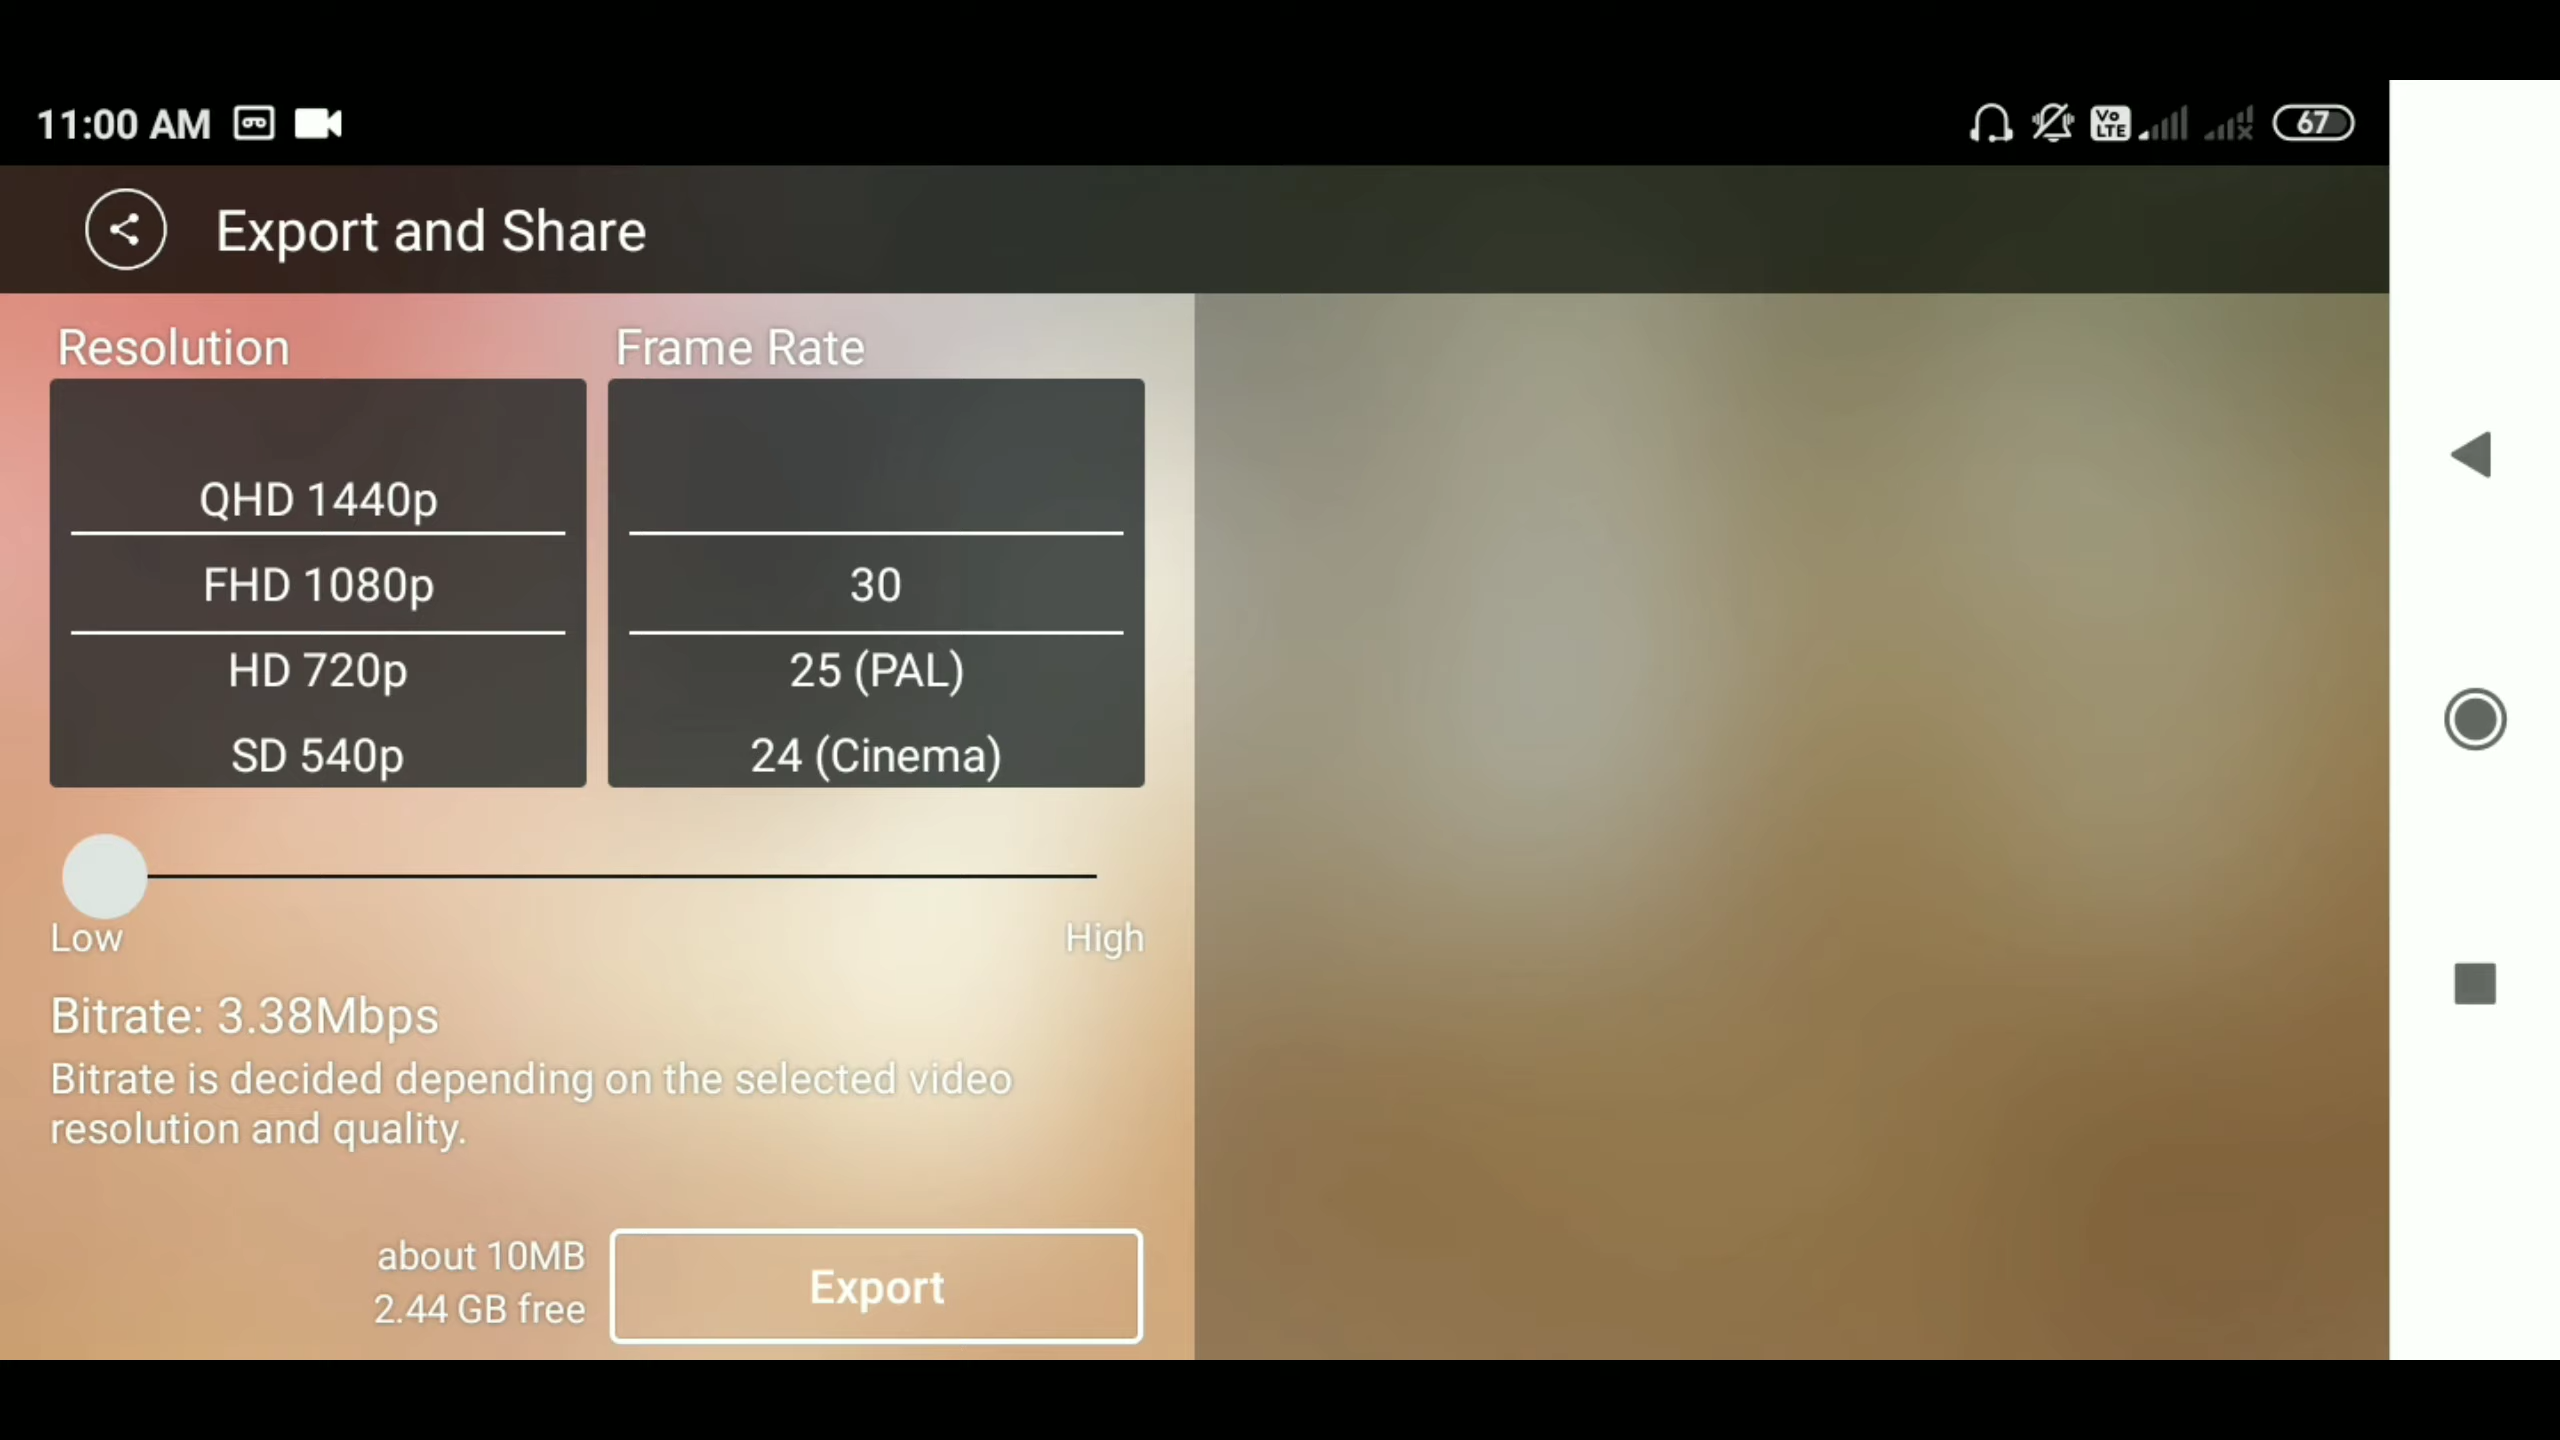 11:00 AM
Vo LTE
67
Export and Share
Resolution
Frame Rate
QHD 1440p
FHD 1080p
HD 720p
SD 540p
30
25 (PAL)
24 (Cinema)
Low
High
Bitrate: 3.38Mbps
Bitrate is decided depending on the selected video
resolution and quality.
about 10MB
2.44 GB free
Export